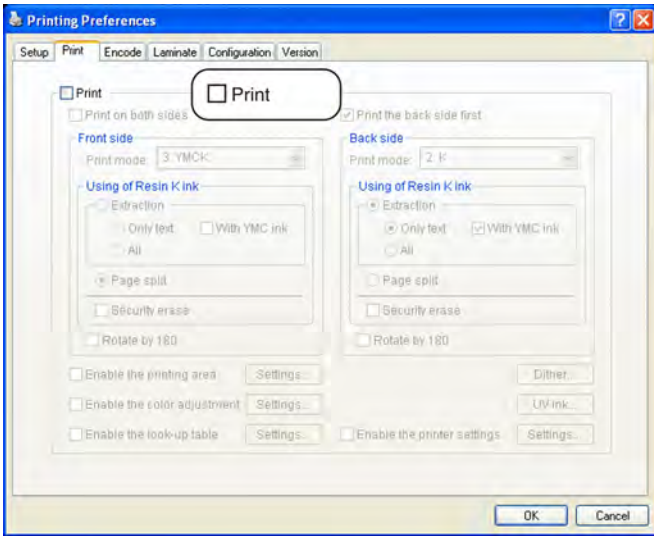 Printing Preferences
Setup Print Encode Laminate Configuration Version
Print
Print
Print on both sides Print the back side first
Front side Back side
Print mode: 3. YMCK Print mode: 2. K
Using of Resin K ink Using of Resin K ink
Extraction Extraction
Only text With YMC ink Only text With YMC ink
All All
Page split Page split
Security erase Security erase
Rotate by 180 Rotate by 180
Enable the printing area Settings... Dither...
Enable the color adjustment Settings... UV-ink...
Enable the look-up table Settings... Enable the printer settings Settings...
OK Cancel